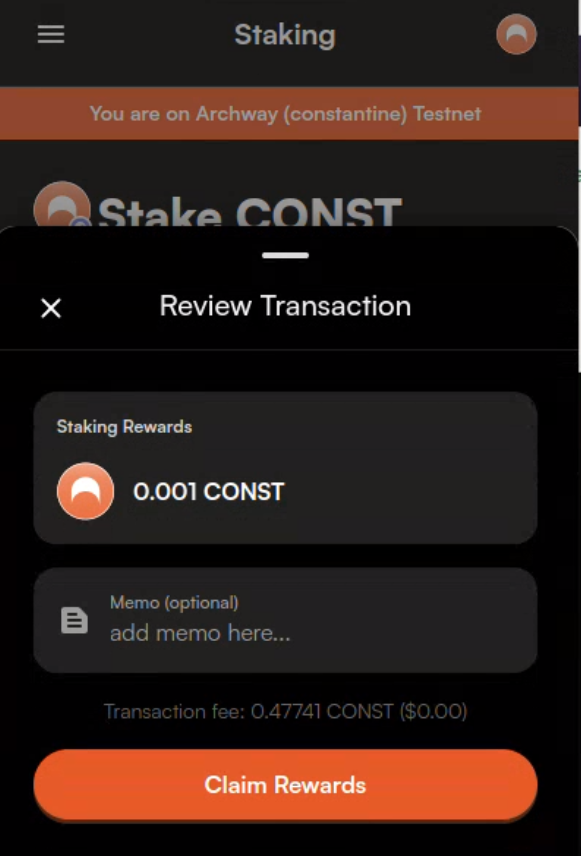 Staking
You are on Archway (constantine) Testnet
Stake CONST
Review Transaction
Staking Rewards
0.001 CONST
Memo (optional)
add memo here...
Transaction fee: 0.47741 CONST ($0.00)
Claim Rewards